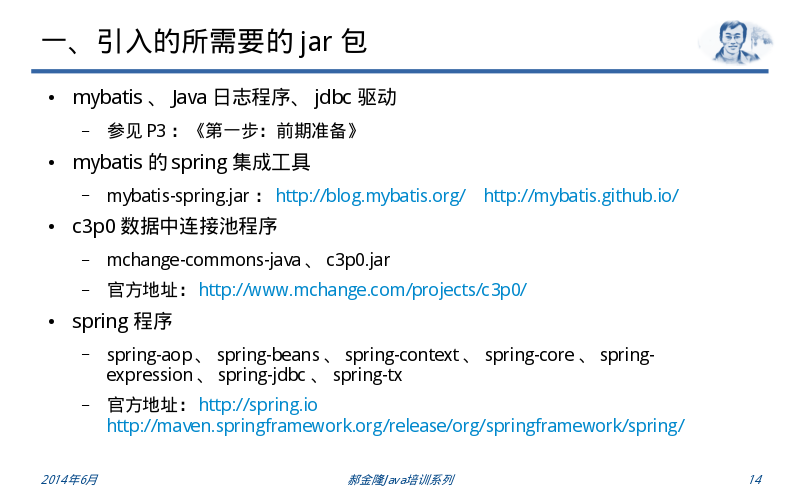 一、引入的所需要的 jar 包
• mybatis 、 Java 日志程序、 jdbc 驱动
– 参见 P3 ：《第一步：前期准备》
• mybatis 的 spring 集成工具
– mybatis-spring.jar ： http://blog.mybatis.org/ http://mybatis.github.io/
• c3p0 数据中连接池程序
– mchange-commons-java 、 c3p0.jar
– 官方地址： http://www.mchange.com/projects/c3p0/
• spring 程序
– spring-aop 、 spring-beans 、 spring-context 、 spring-core 、 spring-
expression 、 spring-jdbc 、 spring-tx
– 官方地址： http://spring.io
http://maven.springframework.org/release/org/springframework/spring/
2014年6月 郝金隆Java培训系列 14